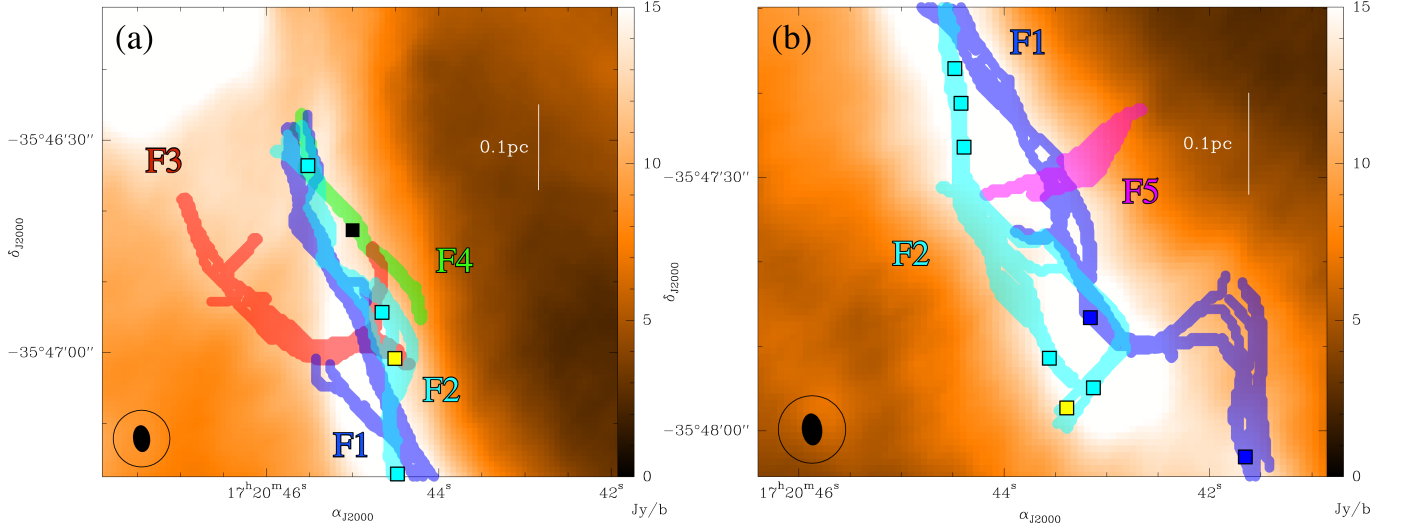 (a)
F3
F4
F2
F1
0.1pc
−35°46′30′′
−35°47′00′′
δJ2000
17ʰ20ᵐ46ˢ
44ˢ
42ˢ
αJ2000
15
10
5
0
Jy/b
(b)
F1
F5
F2
0.1pc
−35°47′30′′
−35°48′00′′
δJ2000
17ʰ20ᵐ46ˢ
44ˢ
42ˢ
αJ2000
15
10
5
0
Jy/b